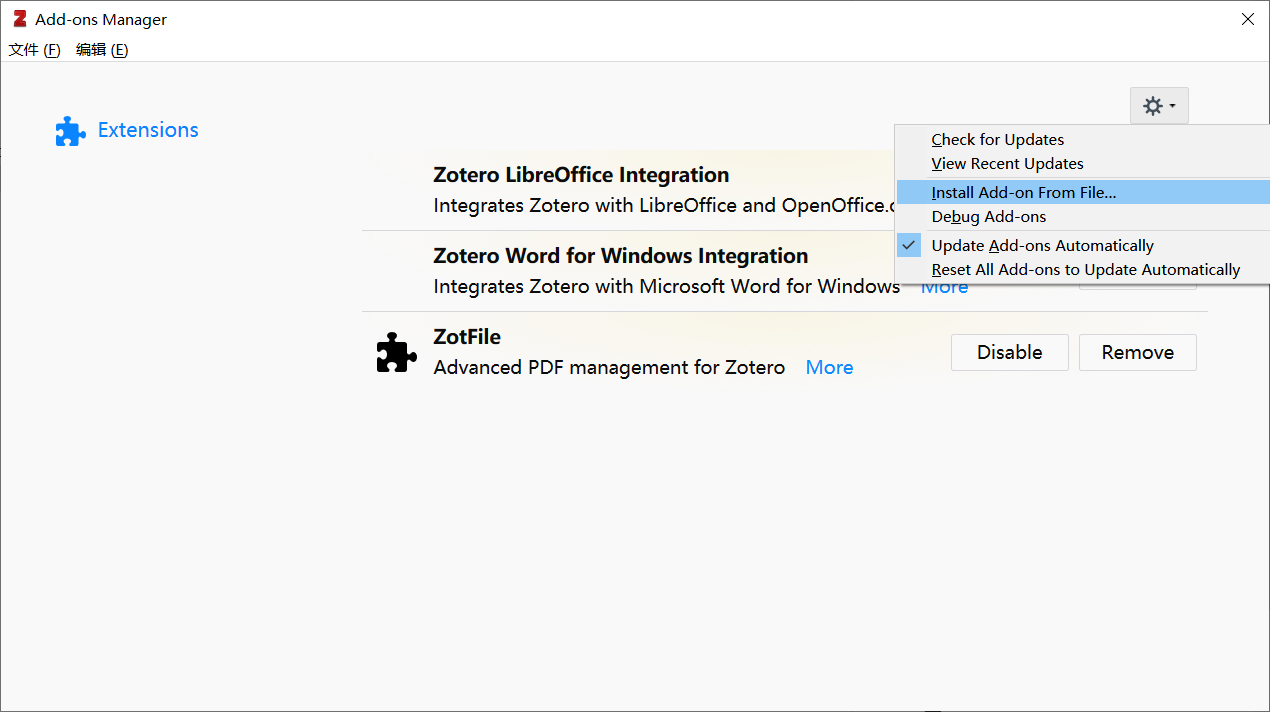 Add-ons Manager
文件 (F) 编辑 (E)
Extensions
Check for Updates
View Recent Updates
Install Add-on From File...
Debug Add-ons
Update Add-ons Automatically
Reset All Add-ons to Update Automatically
Zotero LibreOffice Integration
Integrates Zotero with LibreOffice and OpenOffice.
Zotero Word for Windows Integration
Integrates Zotero with Microsoft Word for Windows More
ZotFile
Advanced PDF management for Zotero More
Disable Remove